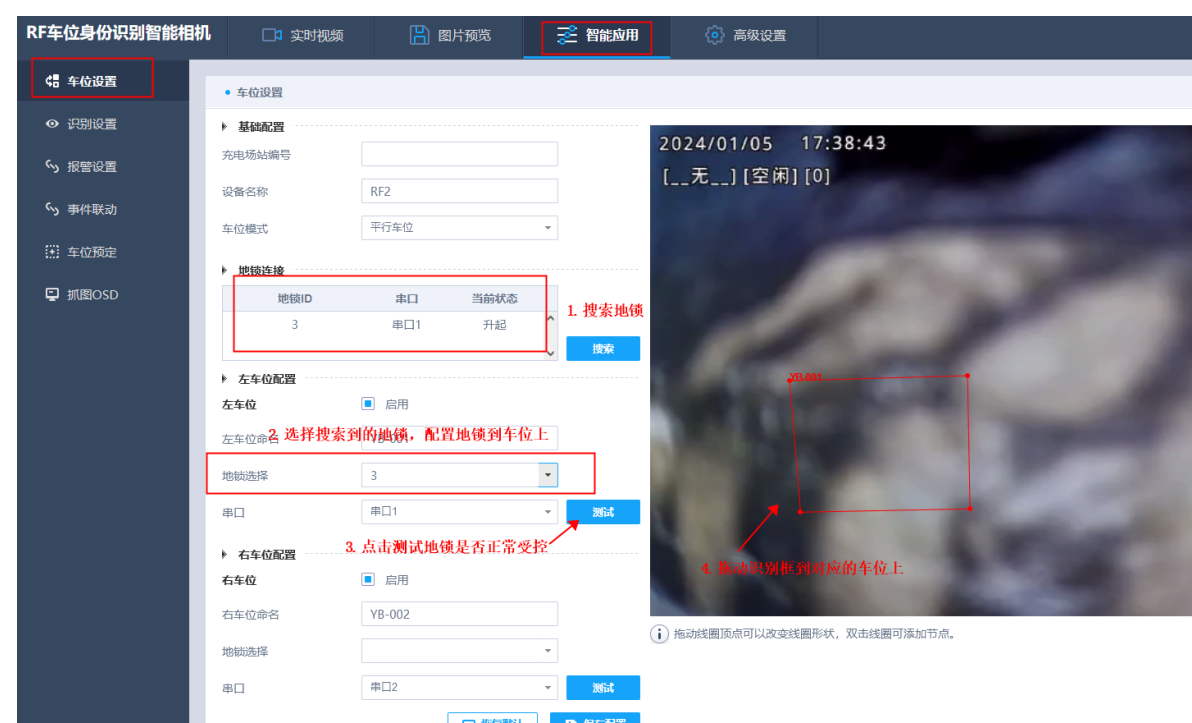 RF车位身份识别智能相机
实时视频
图片预览
智能应用
高级设置
车位设置
识别设置
报警设置
事件联动
车位预定
抓图OSD
车位设置
基础配置
充电场站编号
设备名称 RF2
车位模式 平行车位
地锁连接
地锁ID 串口 当前状态
3 串口1 升起
1. 搜索地锁
搜索
左车位配置
左车位 启用
左车位命名 YB-001
2. 选择搜索到的地锁，配置地锁到车位上
地锁选择 3
串口 串口1 测试
3. 点击测试地锁是否正常受控
右车位配置
右车位 启用
右车位命名 YB-002
地锁选择
串口 串口2 测试
恢复默认 保存配置
2024/01/05 17:38:43
[__无__] [空闲] [0]
YB-001
4. 拖动识别框到对应的车位上
拖动线圈顶点可以改变线圈形状，双击线圈可添加节点。